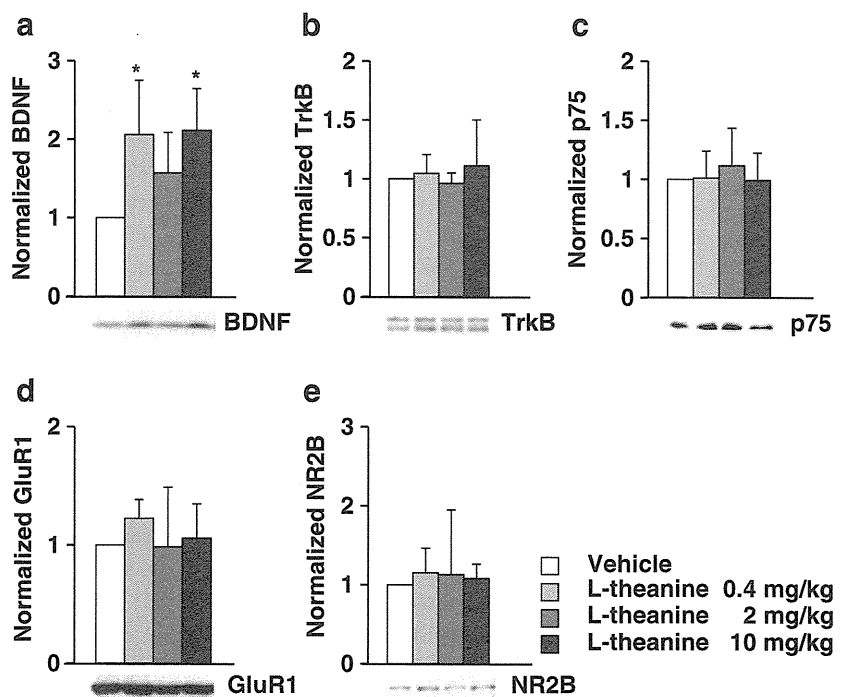 a
Normalized BDNF
3
2
1
0
*
*
BDNF
b
Normalized TrkB
2
1.5
1
0.5
0
TrkB
c
Normalized p75
2
1.5
1
0.5
0
p75
d
Normalized GluR1
2
1
0
GluR1
e
Normalized NR2B
3
2
1
0
NR2B
Vehicle
L-theanine 0.4 mg/kg
L-theanine 2 mg/kg
L-theanine 10 mg/kg